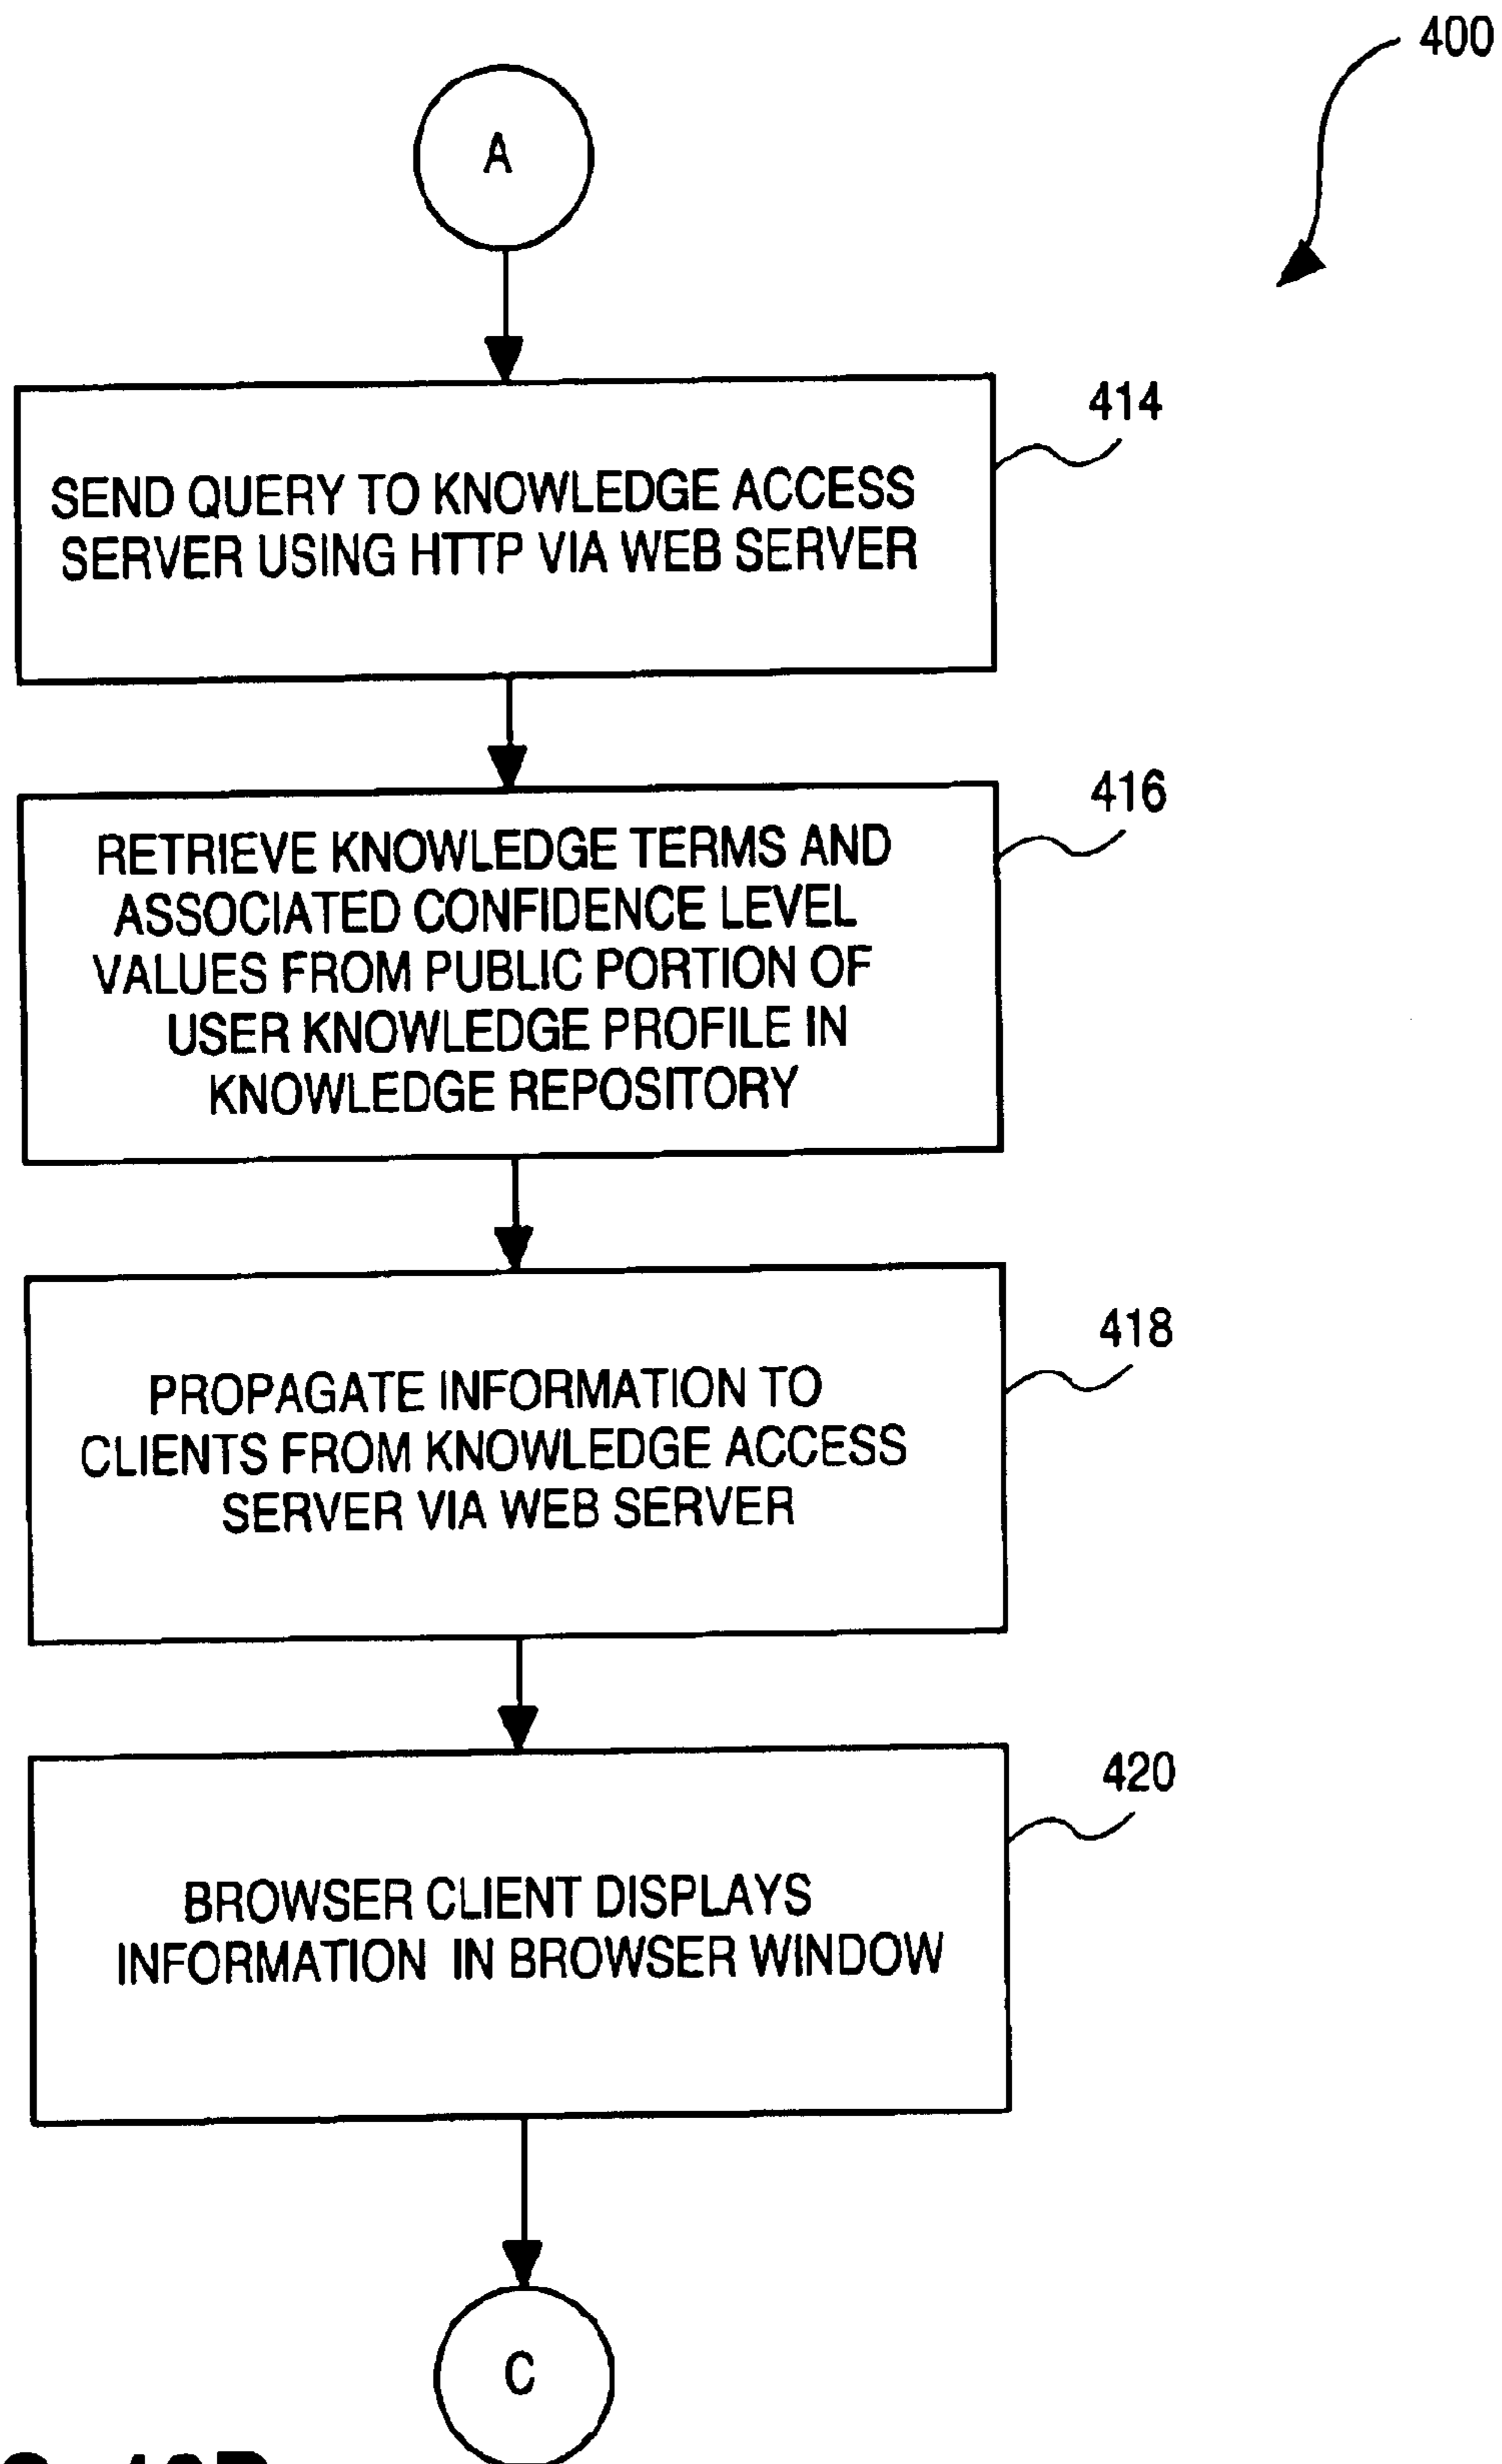 400
A
414
SEND QUERY TO KNOWLEDGE ACCESS
SERVER USING HTTP VIA WEB SERVER
416
RETRIEVE KNOWLEDGE TERMS AND
ASSOCIATED CONFIDENCE LEVEL
VALUES FROM PUBLIC PORTION OF
USER KNOWLEDGE PROFILE IN
KNOWLEDGE REPOSITORY
418
PROPAGATE INFORMATION TO
CLIENTS FROM KNOWLEDGE ACCESS
SERVER VIA WEB SERVER
420
BROWSER CLIENT DISPLAYS
INFORMATION IN BROWSER WINDOW
C